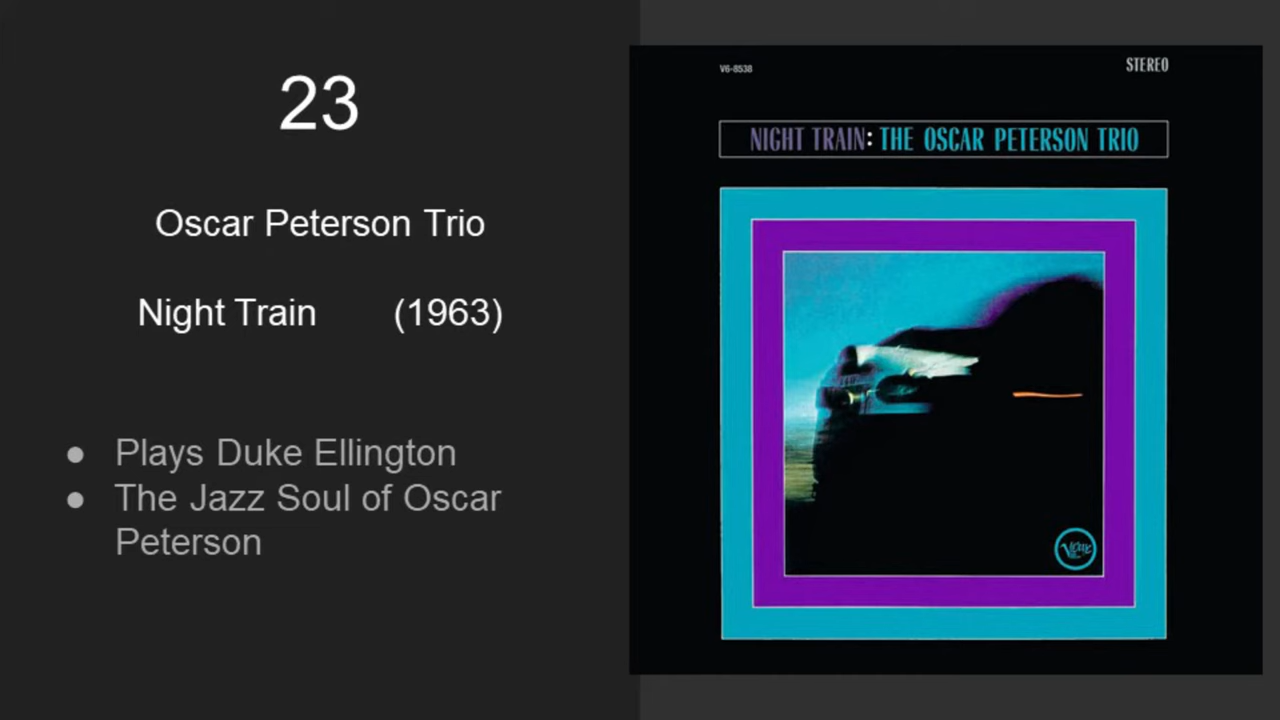 23
Oscar Peterson Trio
Night Train (1963)
● Plays Duke Ellington
● The Jazz Soul of Oscar
Peterson
V6-8538
STEREO
NIGHT TRAIN: THE OSCAR PETERSON TRIO
Verve